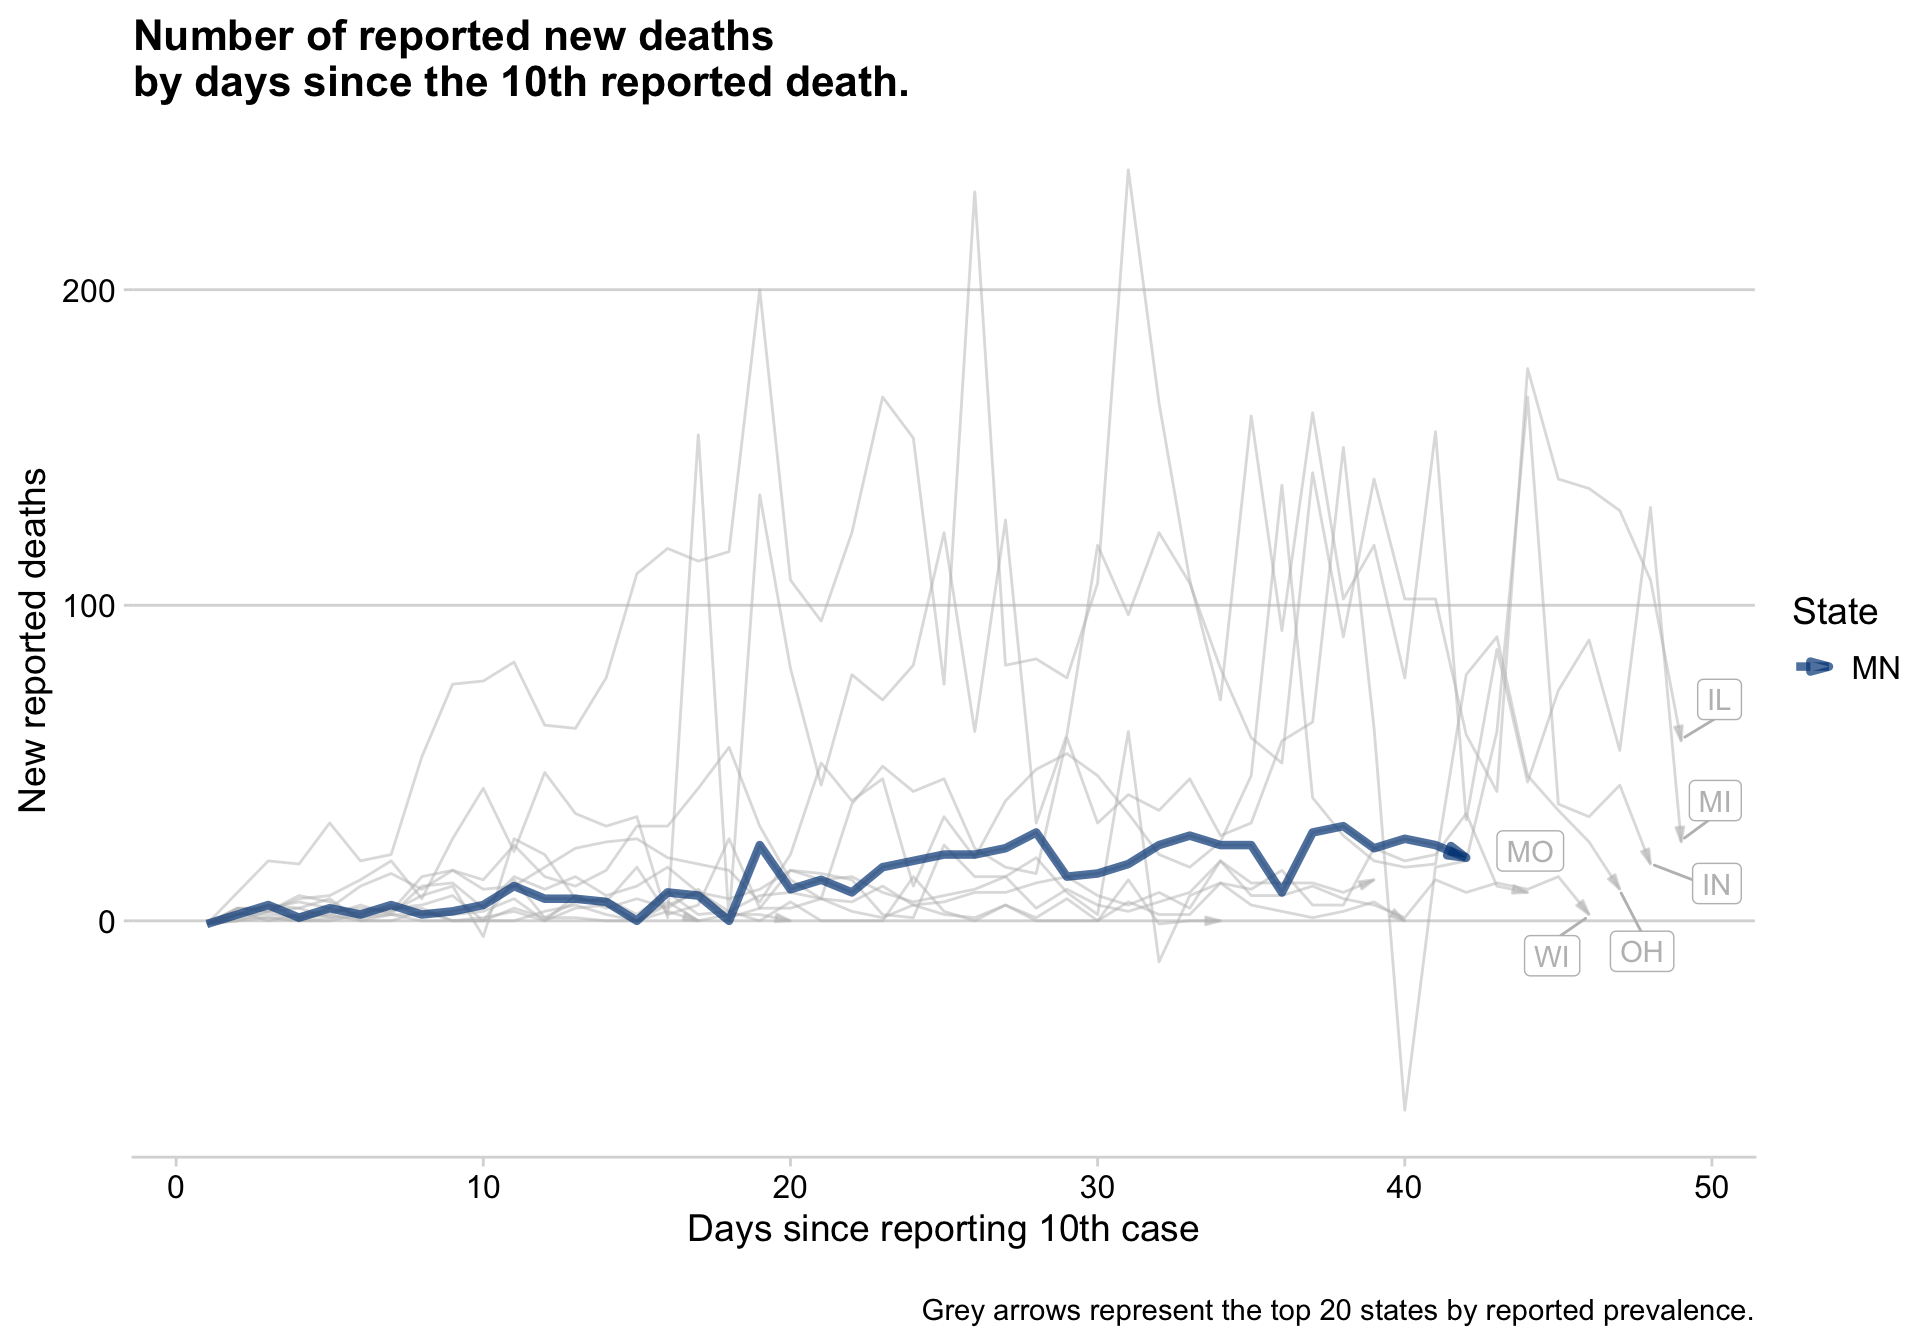 Number of reported new deaths
by days since the 10th reported death.
New reported deaths
200
100
0
IL
MI
MO
IN
WI
OH
State
MN
0
10
20
30
40
50
Days since reporting 10th case
Grey arrows represent the top 20 states by reported prevalence.